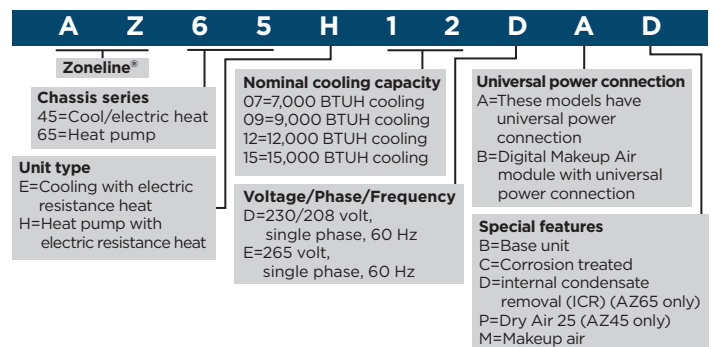 A Z 6 5 H 1 2 D A D
Zoneline®
Chassis series
45=Cool/electric heat
65=Heat pump
Unit type
E=Cooling with electric
resistance heat
H=Heat pump with
electric resistance heat
Nominal cooling capacity
07=7,000 BTUH cooling
09=9,000 BTUH cooling
12=12,000 BTUH cooling
15=15,000 BTUH cooling
Voltage/Phase/Frequency
D=230/208 volt,
single phase, 60 Hz
E=265 volt,
single phase, 60 Hz
Universal power connection
A=These models have
universal power
connection
B=Digital Makeup Air
module with universal
power connection
Special features
B=Base unit
C=Corrosion treated
D=internal condensate
removal (ICR) (AZ65 only)
P=Dry Air 25 (AZ45 only)
M=Makeup air